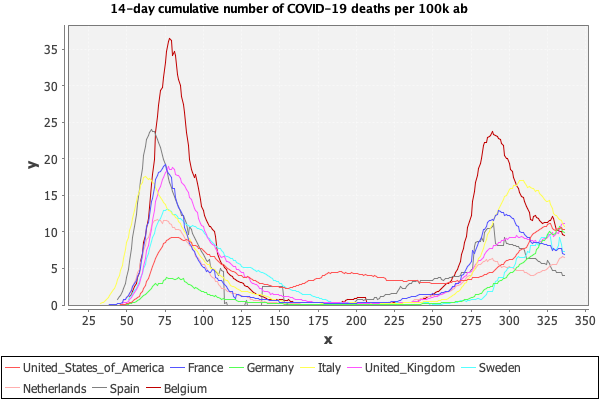 14-day cumulative number of COVID-19 deaths per 100k ab
35
30
25
20
15
10
5
0
y
25 50 75 100 125 150 175 200 225 250 275 300 325 350
x
United_States_of_America France Germany Italy United_Kingdom Sweden
Netherlands Spain Belgium